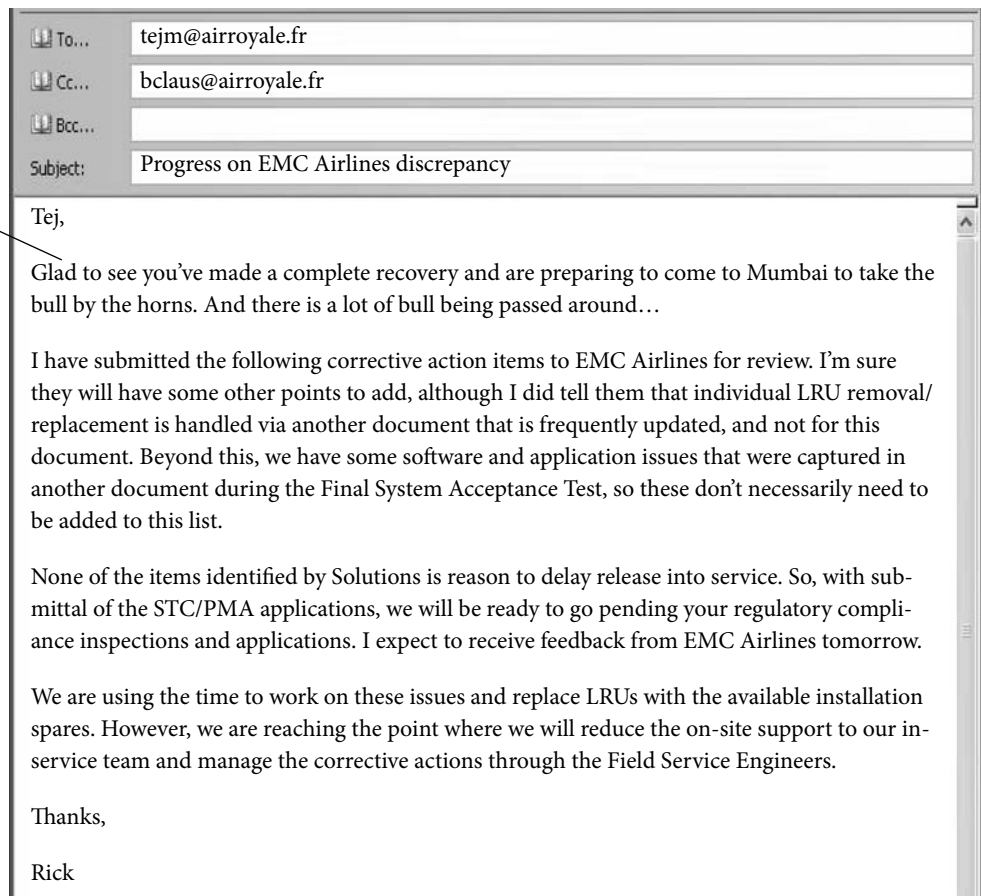 To...
tejm@airroyale.fr
Cc...
bclaus@airroyale.fr
Bcc...
Subject:
Progress on EMC Airlines discrepancy
Tej,
Glad to see you've made a complete recovery and are preparing to come to Mumbai to take the
bull by the horns. And there is a lot of bull being passed around…
I have submitted the following corrective action items to EMC Airlines for review. I'm sure
they will have some other points to add, although I did tell them that individual LRU removal/
replacement is handled via another document that is frequently updated, and not for this
document. Beyond this, we have some software and application issues that were captured in
another document during the Final System Acceptance Test, so these don't necessarily need to
be added to this list.
None of the items identified by Solutions is reason to delay release into service. So, with sub-
mittal of the STC/PMA applications, we will be ready to go pending your regulatory compli-
ance inspections and applications. I expect to receive feedback from EMC Airlines tomorrow.
We are using the time to work on these issues and replace LRUs with the available installation
spares. However, we are reaching the point where we will reduce the on-site support to our in-
service team and manage the corrective actions through the Field Service Engineers.
Thanks,
Rick